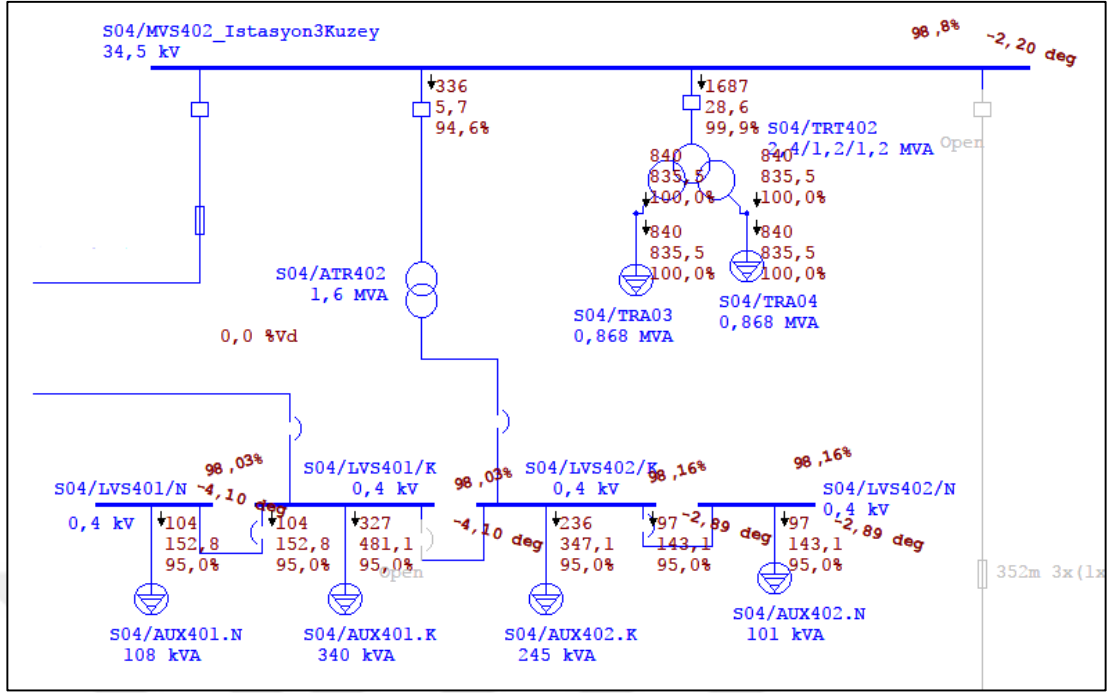 S04/MVS402_Istasyon3Kuzey
34,5 kV
98,8%
-2,20 deg
336
5,7
94,6%
1687
28,6
99,9%
S04/TRT402
2,4/1,2/1,2 MVA
Open
840
835,5
100,0%
840
835,5
100,0%
840
835,5
100,0%
840
835,5
100,0%
S04/ATR402
1,6 MVA
S04/TRA03
0,868 MVA
S04/TRA04
0,868 MVA
0,0 %Vd
98,03%
-4,10 deg
S04/LVS401/N
0,4 kV
S04/LVS401/K
0,4 kV
98,03%
-4,10 deg
S04/LVS402/K
0,4 kV
98,16%
-2,89 deg
98,16%
-2,89 deg
S04/LVS402/N
0,4 kV
104
152,8
95,0%
104
152,8
95,0%
327
481,1
95,0%
Open
236
347,1
95,0%
97
143,1
95,0%
97
143,1
95,0%
352m 3x(1x
S04/AUX401.N
108 kVA
S04/AUX401.K
340 kVA
S04/AUX402.K
245 kVA
S04/AUX402.N
101 kVA